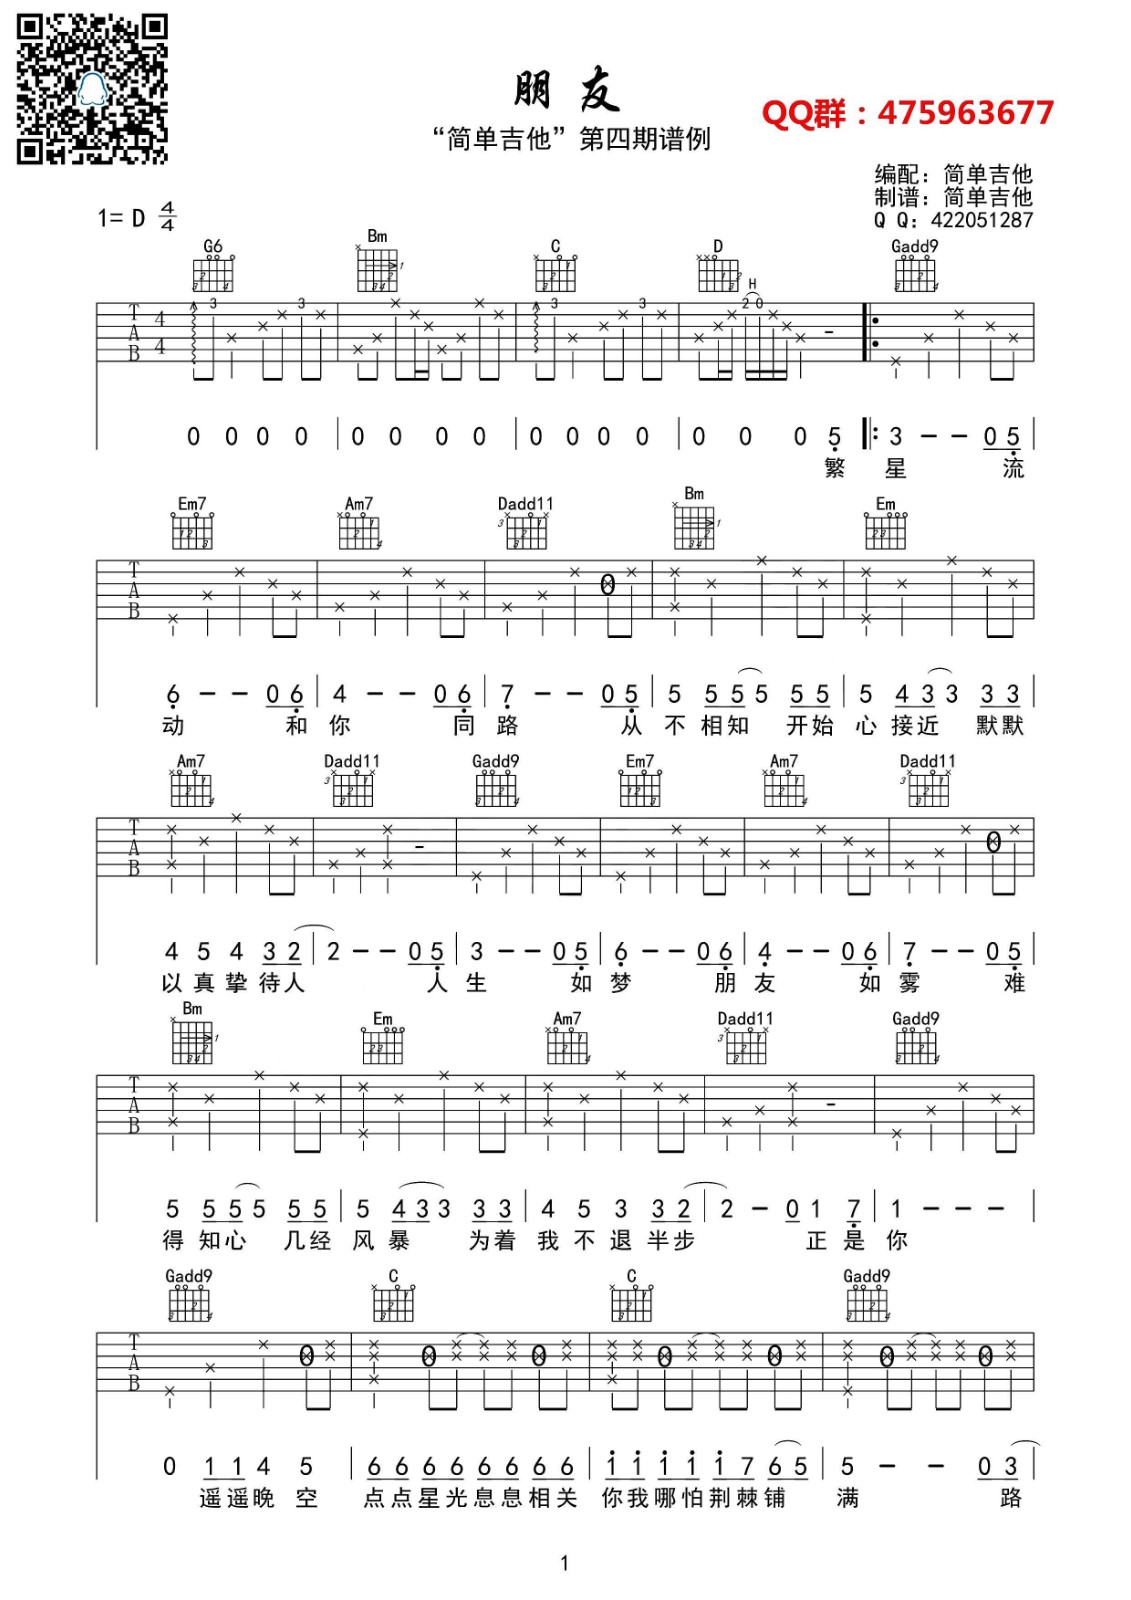 朋友
“简单吉他”第四期谱例
QQ群：475963677
编配：简单吉他
制谱：简单吉他
Q Q：422051287
1= D 4/4
G6 Bm C D Gadd9
3 3 3 3 H 2 0
T A B 4 4
0 0 0 0 | 0 0 0 0 | 0 0 0 0 | 0 0 0 5 |: 3 – – 0 5 |
繁 星 流
Em7 Am7 Dadd11 Bm Em
T A B
6 – – 0 6 | 4 – – 0 6 | 7 – – 0 5 | 5 5 5 5 5 5 5 | 5 4 3 3 3 3 |
动 和 你 同 路 从 不 相 知 开 始 心 接 近 默 默
Am7 Dadd11 Gadd9 Em7 Am7 Dadd11
T A B
4 5 4 3 2 | 2 – – 0 5 | 3 – – 0 5 | 6 – – 0 6 | 4 – – 0 6 | 7 – – 0 5 |
以 真 挚 待 人 人 生 如 梦 朋 友 如 雾 难
Bm Em Am7 Dadd11 Gadd9
T A B
5 5 5 5 5 5 5 | 5 4 3 3 3 3 | 4 5 3 3 2 | 2 – 0 1 7 | 1 – – – |
得 知 心 几 经 风 暴 为 着 我 不 退 半 步 正 是 你
Gadd9 C C Gadd9
T A B
0 1 1 4 5 | 6 6 6 6 6 6 6 6 | 1 1 1 1 1 7 6 5 | 5 – – 0 3 |
遥 遥 晚 空 点 点 星 光 息 息 相 关 你 我 哪 怕 荆 棘 铺 满 路
1